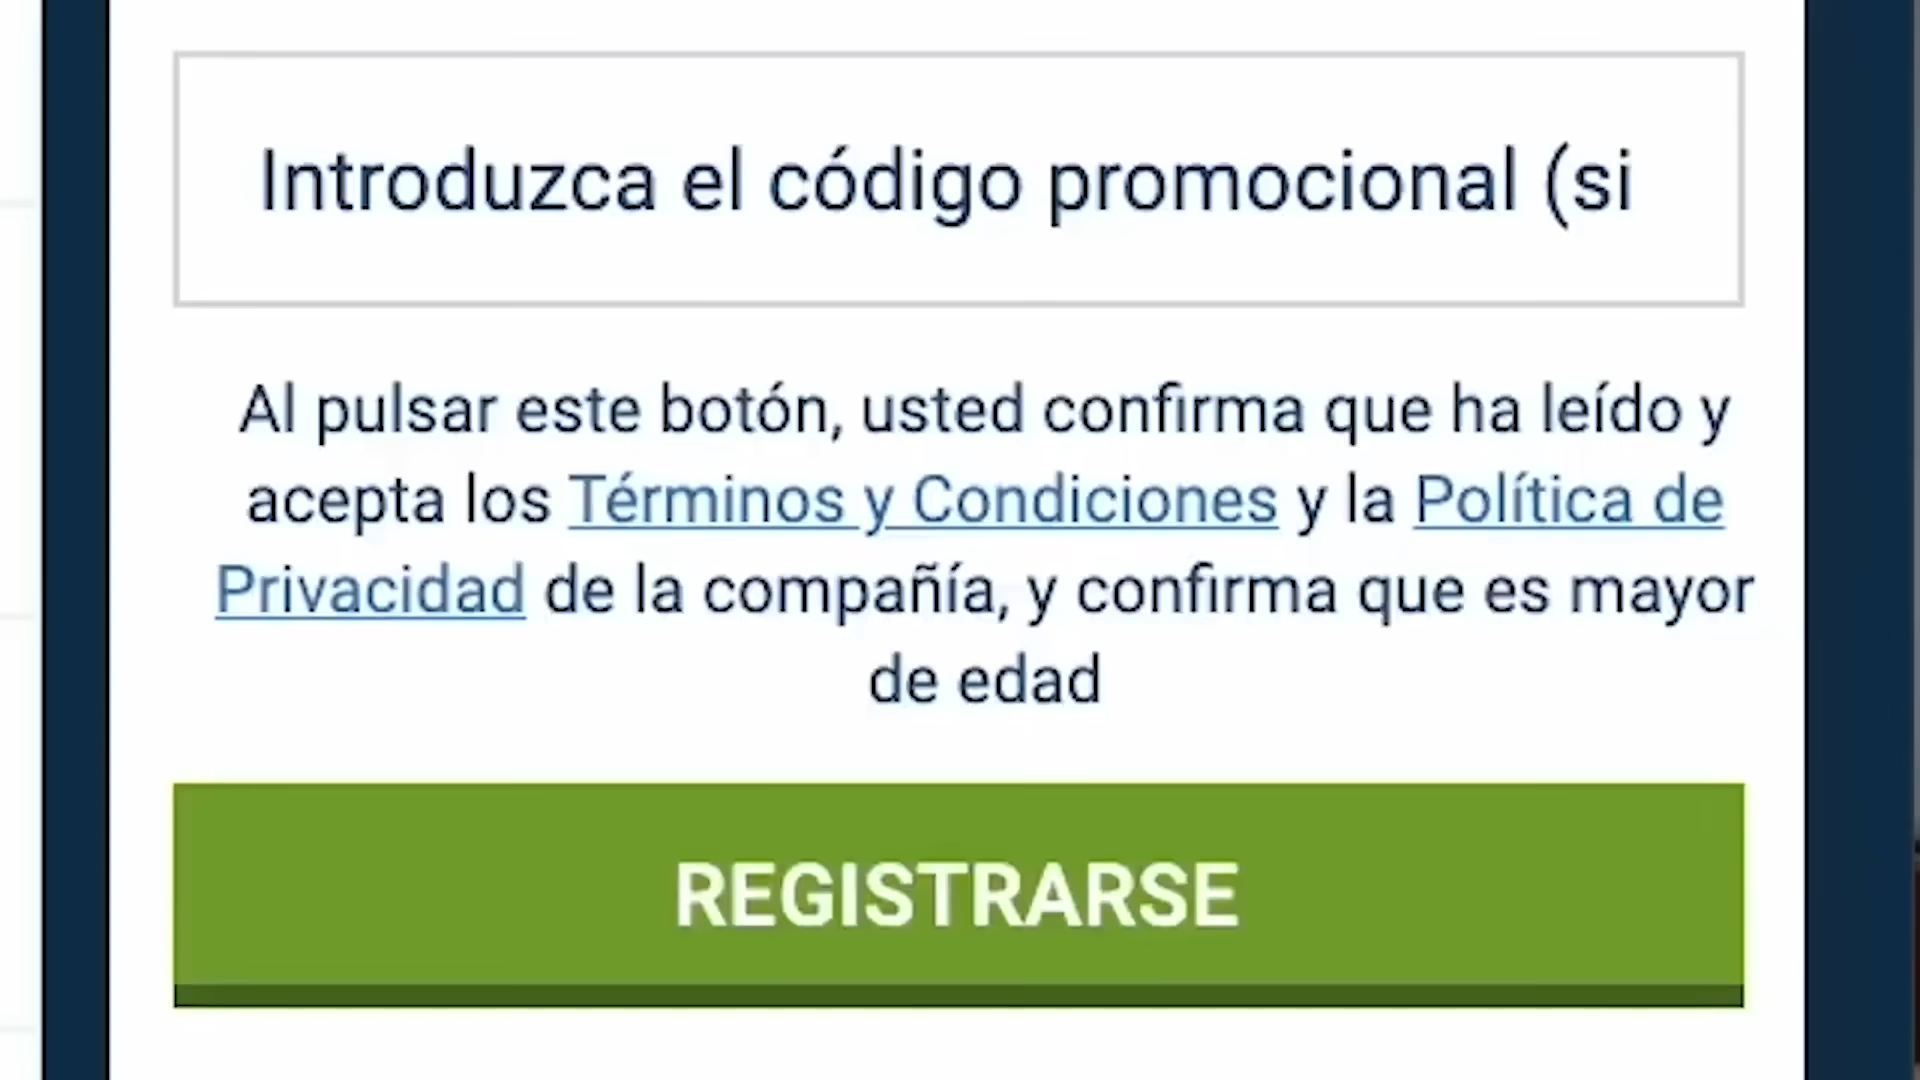 Introduzca el código promocional (si
Al pulsar este botón, usted confirma que ha leído y
acepta los Términos y Condiciones y la Política de
Privacidad de la compañía, y confirma que es mayor
de edad
REGISTRARSE